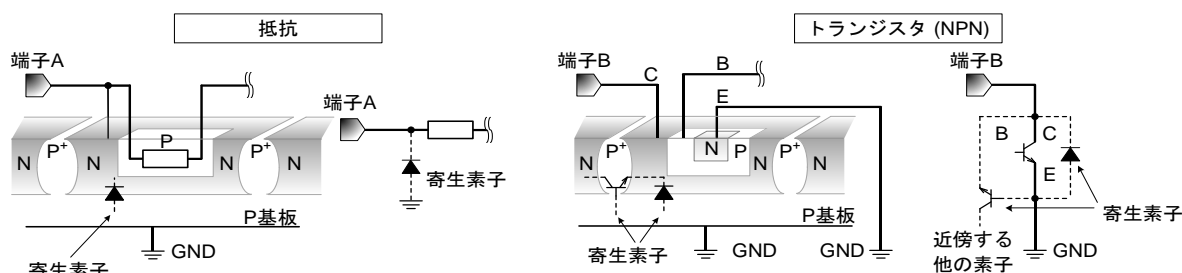 抵抗
端子A
P
N
P+
N
N
P+
N
P基板
GND
寄生素子
端子A
寄生素子
トランジスタ (NPN)
端子B
C
B
E
N
P+
N
N
P
P+
N
P基板
寄生素子
GND
GND
端子B
B
C
E
寄生素子
近傍する
他の素子
GND